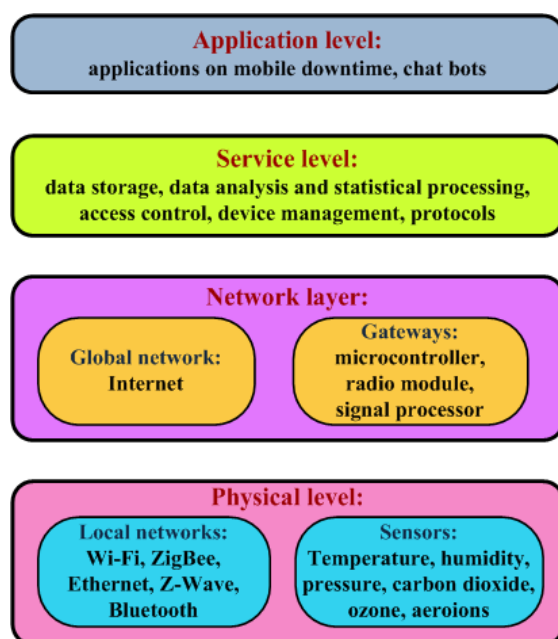 Application level:
applications on mobile downtime, chat bots
Service level:
data storage, data analysis and statistical processing,
access control, device management, protocols
Network layer:
Global network:
Internet
Gateways:
microcontroller,
radio module,
signal processor
Physical level:
Local networks:
Wi-Fi, ZigBee,
Ethernet, Z-Wave,
Bluetooth
Sensors:
Temperature, humidity,
pressure, carbon dioxide,
ozone, aeroions